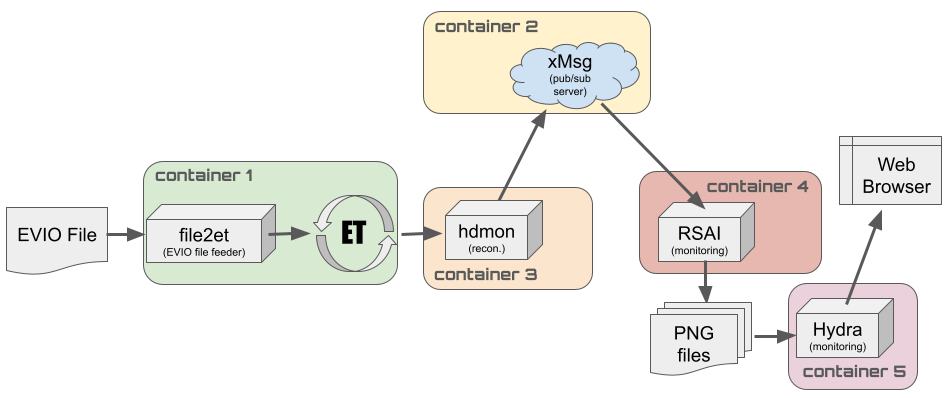 EVIO File
container 1
file2et
(EVIO file feeder)
ET
container 2
xMsg
(pub/sub
server)
hdmon
(recon.)
container 3
container 4
RSAI
(monitoring)
PNG
files
Hydra
(monitoring)
container 5
Web
Browser